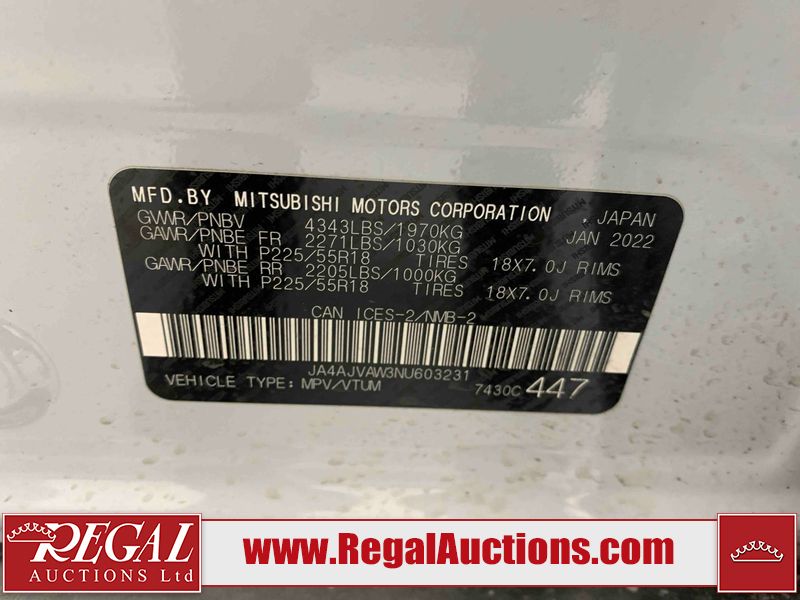 MFD.BY MITSUBISHI MOTORS CORPORATION , JAPAN
GVWR/PNBV 4343LBS/1970KG JAN 2022
GAWR/PNBE FR 2271LBS/1030KG
WITH P225/55R18 TIRES 18X7.0J RIMS
GAWR/PNBE RR 2205LBS/1000KG
WITH P225/55R18 TIRES 18X7.0J RIMS
CAN ICES-2/NMB-2
JA4AJVAW3NU603231
VEHICLE TYPE: MPV/VTUM 7430C 447
REGAL
AUCTIONS Ltd
www.RegalAuctions.com